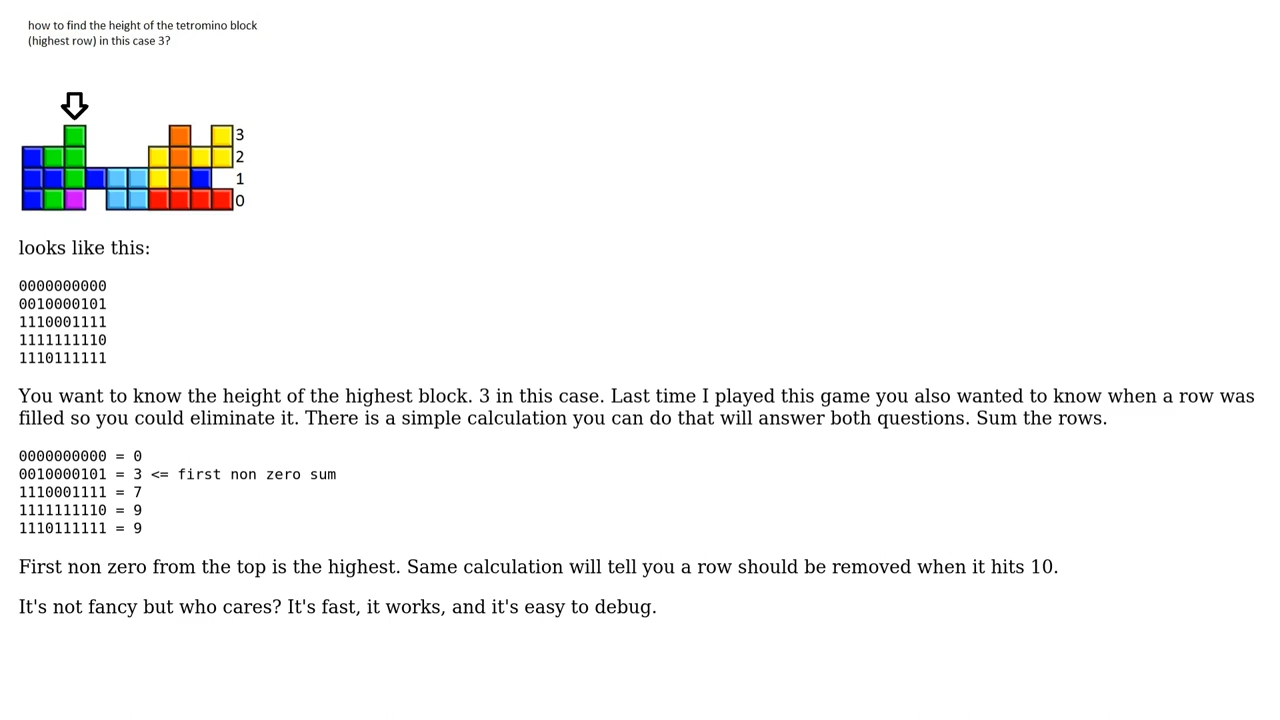 how to find the height of the tetromino block
(highest row) in this case 3?
3
2
1
0
looks like this:
0000000000
0010000101
1110001111
1111111110
1110111111
You want to know the height of the highest block. 3 in this case. Last time I played this game you also wanted to know when a row was
filled so you could eliminate it. There is a simple calculation you can do that will answer both questions. Sum the rows.
0000000000 = 0
0010000101 = 3 <= first non zero sum
1110001111 = 7
1111111110 = 9
1110111111 = 9
First non zero from the top is the highest. Same calculation will tell you a row should be removed when it hits 10.
It's not fancy but who cares? It's fast, it works, and it's easy to debug.